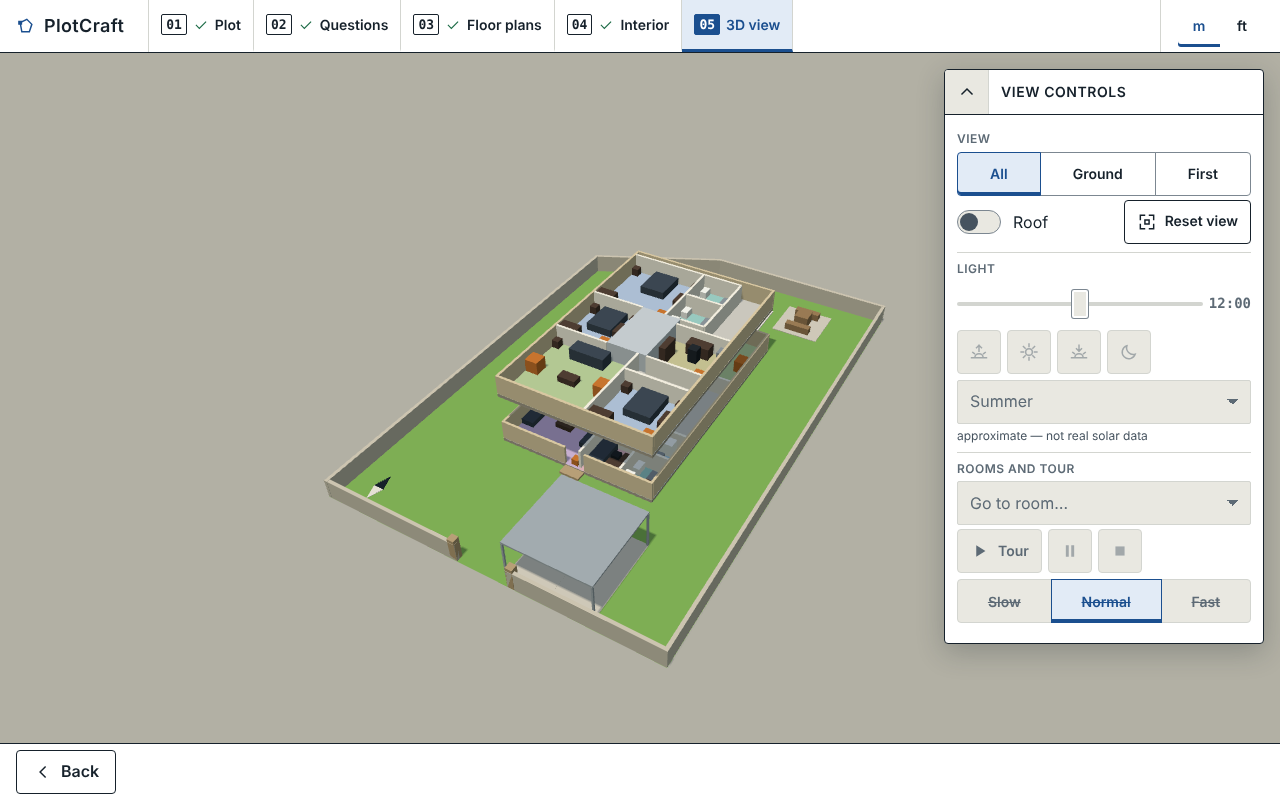 PlotCraft
01 Plot
02 Questions
03 Floor plans
04 Interior
05 3D view
m ft
VIEW CONTROLS
VIEW
All Ground First
Roof Reset view
LIGHT
12:00
Summer
approximate — not real solar data
ROOMS AND TOUR
Go to room...
Tour
Slow Normal Fast
Back